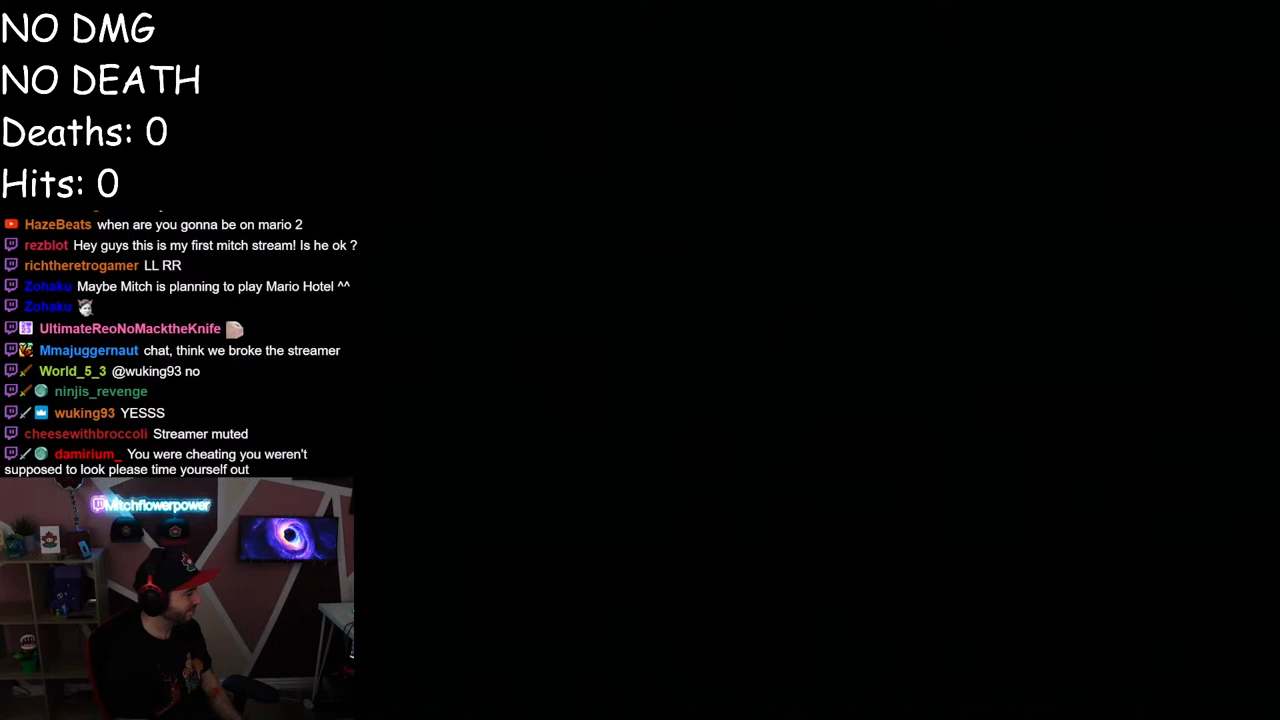 NO DMG
NO DEATH
Deaths: 0
Hits: 0
HazeBeats when are you gonna be on mario 2
rezblot Hey guys this is my first mitch stream! Is he ok ?
richtheretrogamer LL RR
Zohaku Maybe Mitch is planning to play Mario Hotel ^^
Zohaku
UltimateReoNoMacktheKnife
Mmajuggernaut chat, think we broke the streamer
World_5_3 @wuking93 no
ninjis_revenge
wuking93 YESSS
cheesewithbroccoli Streamer muted
damirium_ You were cheating you weren't
supposed to look please time yourself out
Mitchflowerpower